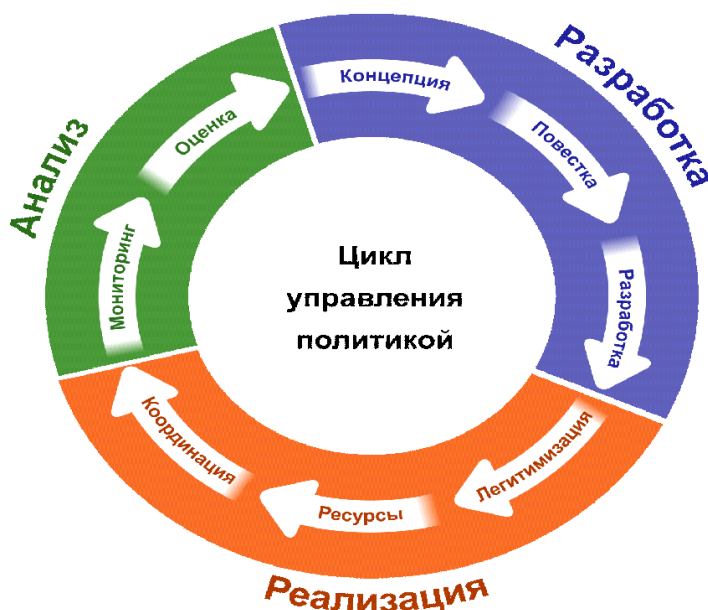 Цикл
управления
политикой
Разработка
Концепция
Повестка
Разработка
Реализация
Легитимизация
Ресурсы
Координация
Анализ
Мониторинг
Оценка